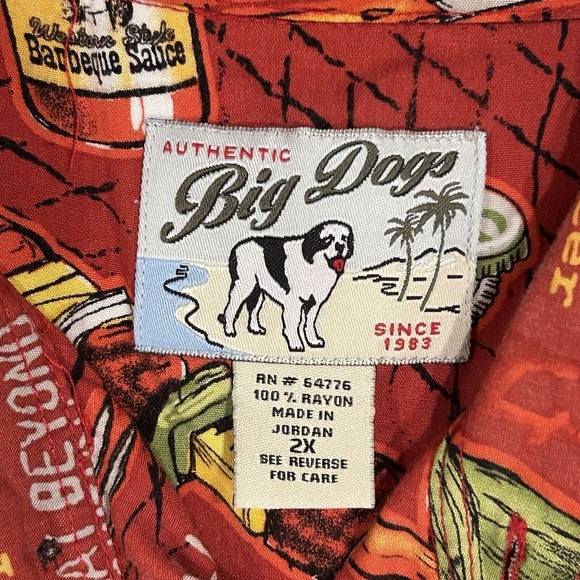 Western Style
Barbeque Sauce
AUTHENTIC
Big Dogs
SINCE
1983
RN # 64776
100 % RAYON
MADE IN
JORDAN
2X
SEE REVERSE
FOR CARE
BEYOND